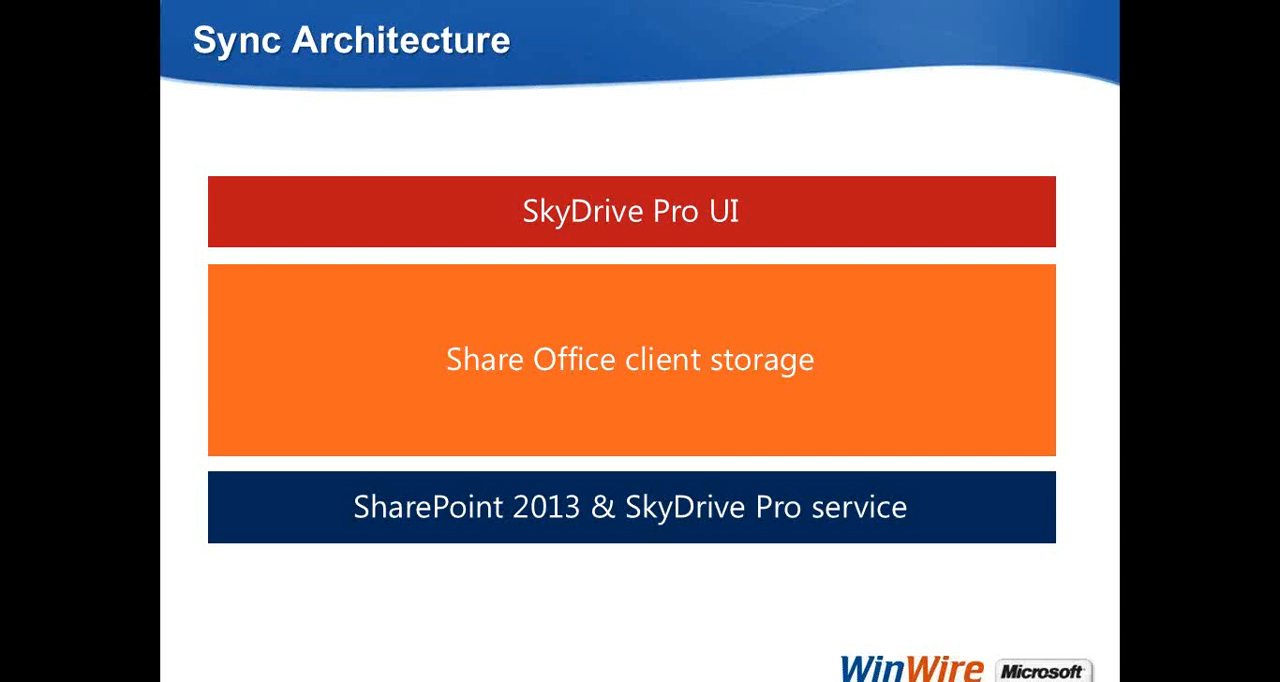 Sync Architecture
SkyDrive Pro UI
Share Office client storage
SharePoint 2013 & SkyDrive Pro service
WinWire Microsoft